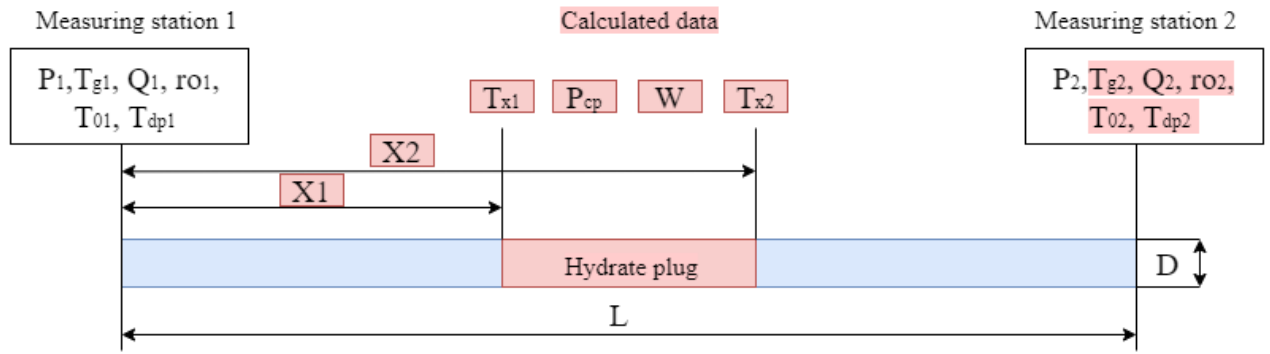 Measuring station 1
Calculated data
Measuring station 2
P1,Tg1, Q1, ro1,
T01, Tdp1
P2,Tg2, Q2, ro2,
T02, Tdp2
Tx1
Pcp
W
Tx2
X2
X1
Hydrate plug
D
L